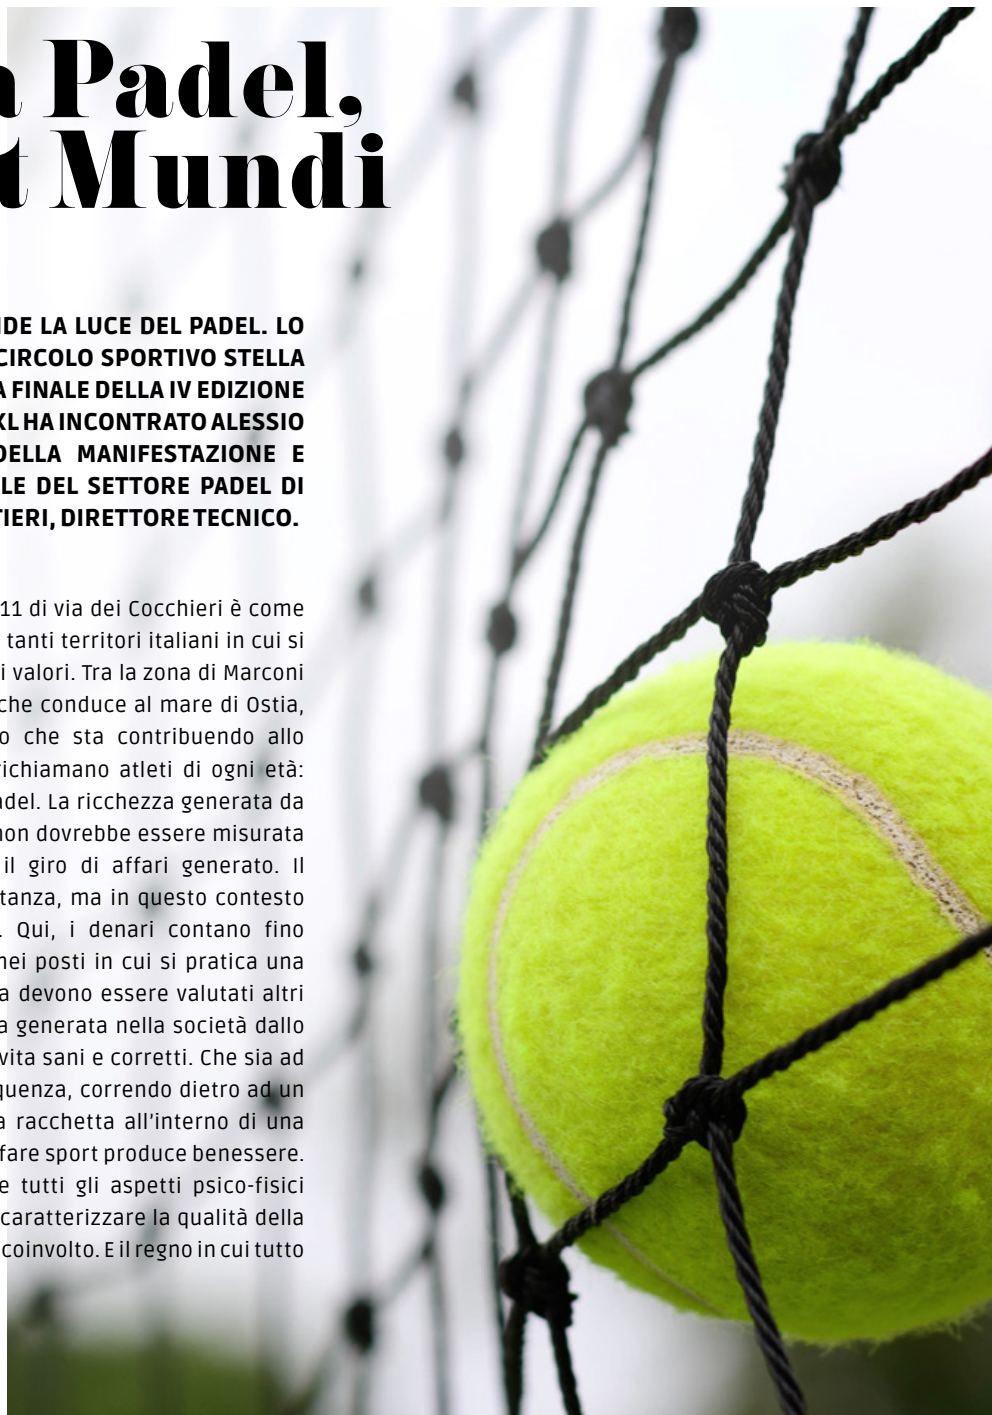 a Padel,
t Mundi
NDE LA LUCE DEL PADEL. LO
CIRCOLO SPORTIVO STELLA
A FINALE DELLA IV EDIZIONE
XL HA INCONTRATO ALESSIO
DELLA MANIFESTAZIONE E
LE DEL SETTORE PADEL DI
TIERI, DIRETTORE TECNICO.
11 di via dei Cocchieri è come
tanti territori italiani in cui si
i valori. Tra la zona di Marconi
che conduce al mare di Ostia,
o che sta contribuendo allo
richiamano atleti di ogni età:
adel. La ricchezza generata da
non dovrebbe essere misurata
il giro di affari generato. Il
tanza, ma in questo contesto
. Qui, i denari contano fino
nei posti in cui si pratica una
a devono essere valutati altri
a generata nella società dallo
vita sani e corretti. Che sia ad
quenza, correndo dietro ad un
a racchetta all’interno di una
fare sport produce benessere.
e tutti gli aspetti psico-fisici
caratterizzare la qualità della
coinvolto. E il regno in cui tutto